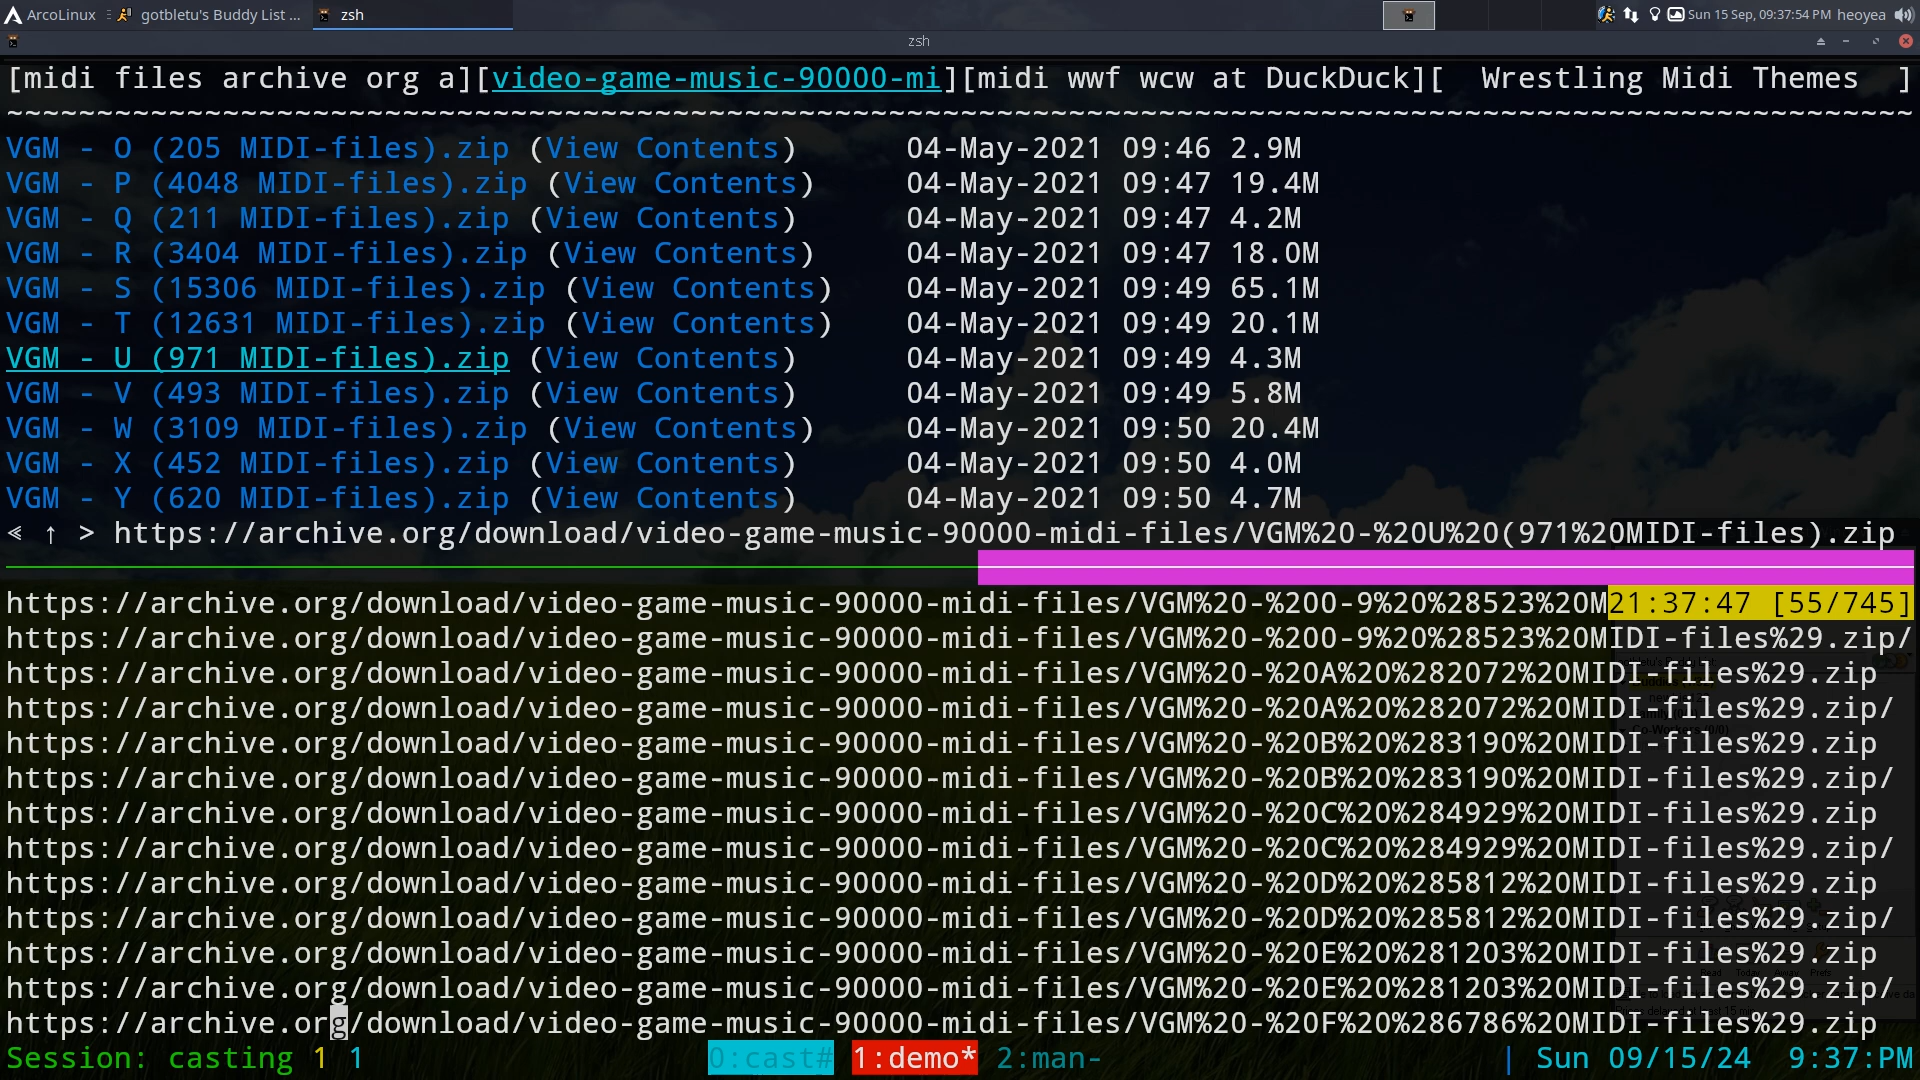 ArcoLinux gotbletu's Buddy List ... zsh Sun 15 Sep, 09:37:54 PM heoyea
zsh
[midi files archive org a][video-game-music-90000-mi][midi wwf wcw at DuckDuck][  Wrestling Midi Themes  ]
~~~~~~~~~~~~~~~~~~~~~~~~~~~~~~~~~~~~~~~~~~~~~~~~~~~~~~~~~~~~~~~~~~~~~~~~~~~~~~~~~~~~~~~~~~~~~~~~~~~~~~~~~~
VGM - O (205 MIDI-files).zip (View Contents)      04-May-2021 09:46 2.9M
VGM - P (4048 MIDI-files).zip (View Contents)     04-May-2021 09:47 19.4M
VGM - Q (211 MIDI-files).zip (View Contents)      04-May-2021 09:47 4.2M
VGM - R (3404 MIDI-files).zip (View Contents)     04-May-2021 09:47 18.0M
VGM - S (15306 MIDI-files).zip (View Contents)    04-May-2021 09:49 65.1M
VGM - T (12631 MIDI-files).zip (View Contents)    04-May-2021 09:49 20.1M
VGM - U (971 MIDI-files).zip (View Contents)      04-May-2021 09:49 4.3M
VGM - V (493 MIDI-files).zip (View Contents)      04-May-2021 09:49 5.8M
VGM - W (3109 MIDI-files).zip (View Contents)     04-May-2021 09:50 20.4M
VGM - X (452 MIDI-files).zip (View Contents)      04-May-2021 09:50 4.0M
VGM - Y (620 MIDI-files).zip (View Contents)      04-May-2021 09:50 4.7M
< ↑ > https://archive.org/download/video-game-music-90000-midi-files/VGM%20-%20U%20(971%20MIDI-files).zip
https://archive.org/download/video-game-music-90000-midi-files/VGM%20-%200-9%20%28523%20M21:37:47 [55/745]
https://archive.org/download/video-game-music-90000-midi-files/VGM%20-%200-9%20%28523%20MIDI-files%29.zip/
https://archive.org/download/video-game-music-90000-midi-files/VGM%20-%20A%20%282072%20MIDI-files%29.zip
https://archive.org/download/video-game-music-90000-midi-files/VGM%20-%20A%20%282072%20MIDI-files%29.zip/
https://archive.org/download/video-game-music-90000-midi-files/VGM%20-%20B%20%283190%20MIDI-files%29.zip
https://archive.org/download/video-game-music-90000-midi-files/VGM%20-%20B%20%283190%20MIDI-files%29.zip/
https://archive.org/download/video-game-music-90000-midi-files/VGM%20-%20C%20%284929%20MIDI-files%29.zip
https://archive.org/download/video-game-music-90000-midi-files/VGM%20-%20C%20%284929%20MIDI-files%29.zip/
https://archive.org/download/video-game-music-90000-midi-files/VGM%20-%20D%20%285812%20MIDI-files%29.zip
https://archive.org/download/video-game-music-90000-midi-files/VGM%20-%20D%20%285812%20MIDI-files%29.zip/
https://archive.org/download/video-game-music-90000-midi-files/VGM%20-%20E%20%281203%20MIDI-files%29.zip
https://archive.org/download/video-game-music-90000-midi-files/VGM%20-%20E%20%281203%20MIDI-files%29.zip/
https://archive.org/download/video-game-music-90000-midi-files/VGM%20-%20F%20%286786%20MIDI-files%29.zip
Session: casting 1 1 0:cast# 1:demo* 2:man- | Sun 09/15/24  9:37:PM